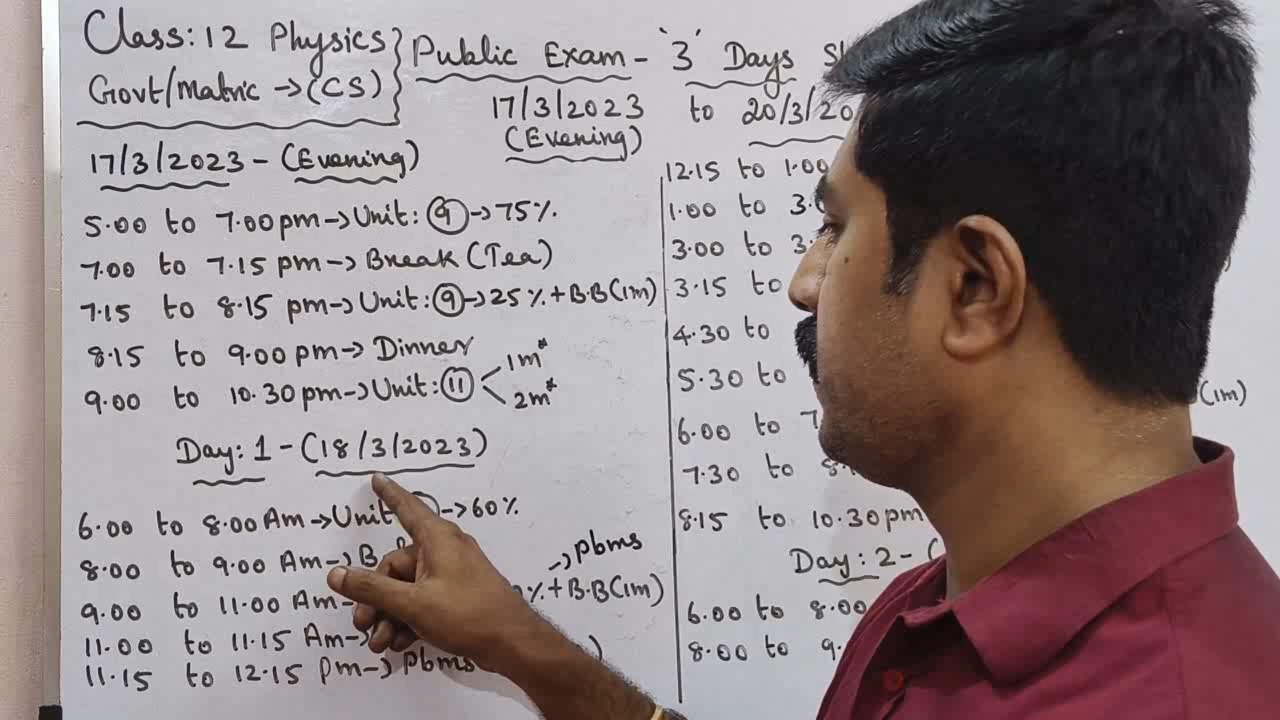 Class: 12 Physics
Govt/Matric → (CS)
Public Exam - '3' Days
17/3/2023 to 20/3/20
(Evening)
17/3/2023 - (Evening)
5.00 to 7.00 pm → Unit: 9 → 75%.
7.00 to 7.15 pm → Break (Tea)
7.15 to 8.15 pm → Unit: 9 → 25% + B.B(1m)
8.15 to 9.00 pm → Dinner
9.00 to 10.30 pm → Unit: 11 < 1m*
2m*
Day: 1 - (18/3/2023)
6.00 to 8.00 Am → Unit → 60%
8.00 to 9.00 Am → B
→ Pbms
9.00 to 11.00 Am % + B.B(1m)
11.00 to 11.15 Am →
11.15 to 12.15 pm → Pbms
12.15 to 1.00
1.00 to 3.
3.00 to 3.
3.15 to
4.30 to
5.30 to
(1m)
6.00 to 7
7.30 to 8.
8.15 to 10.30 pm
Day: 2 - (
6.00 to 8.00
8.00 to 9.